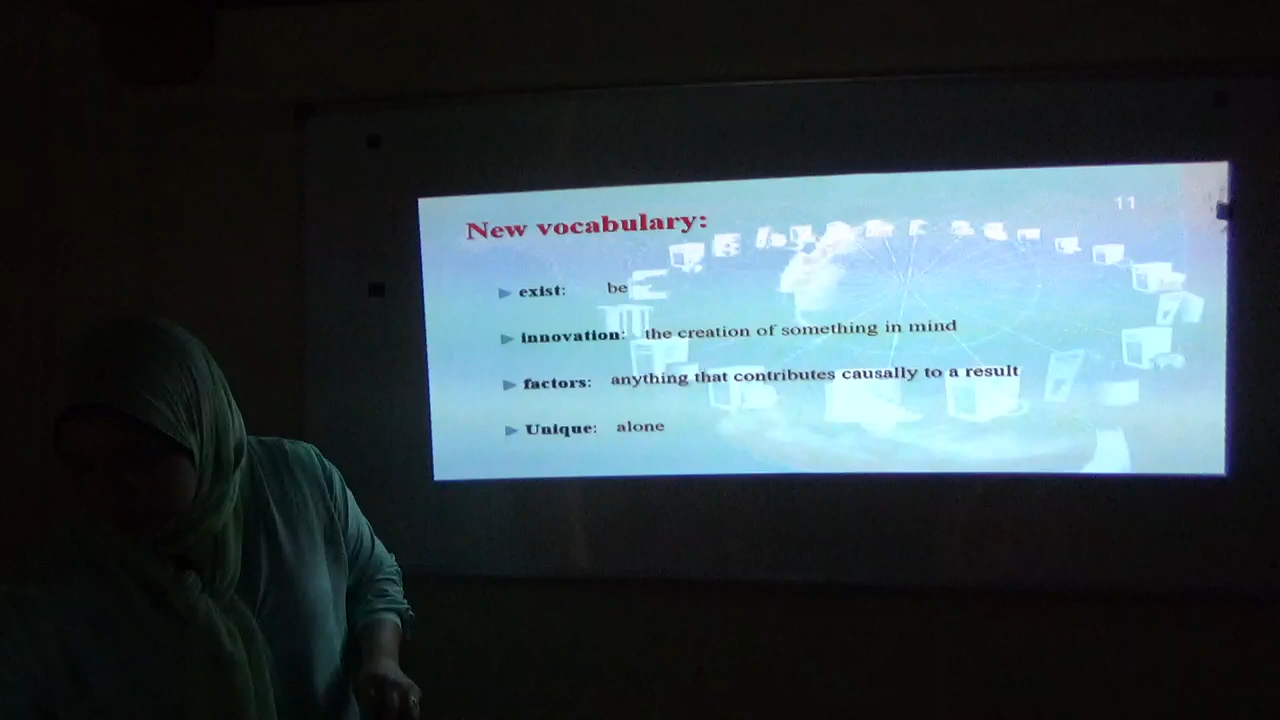 11
New vocabulary:
exist: be
innovation: the creation of something in mind
factors: anything that contributes causally to a result
Unique: alone